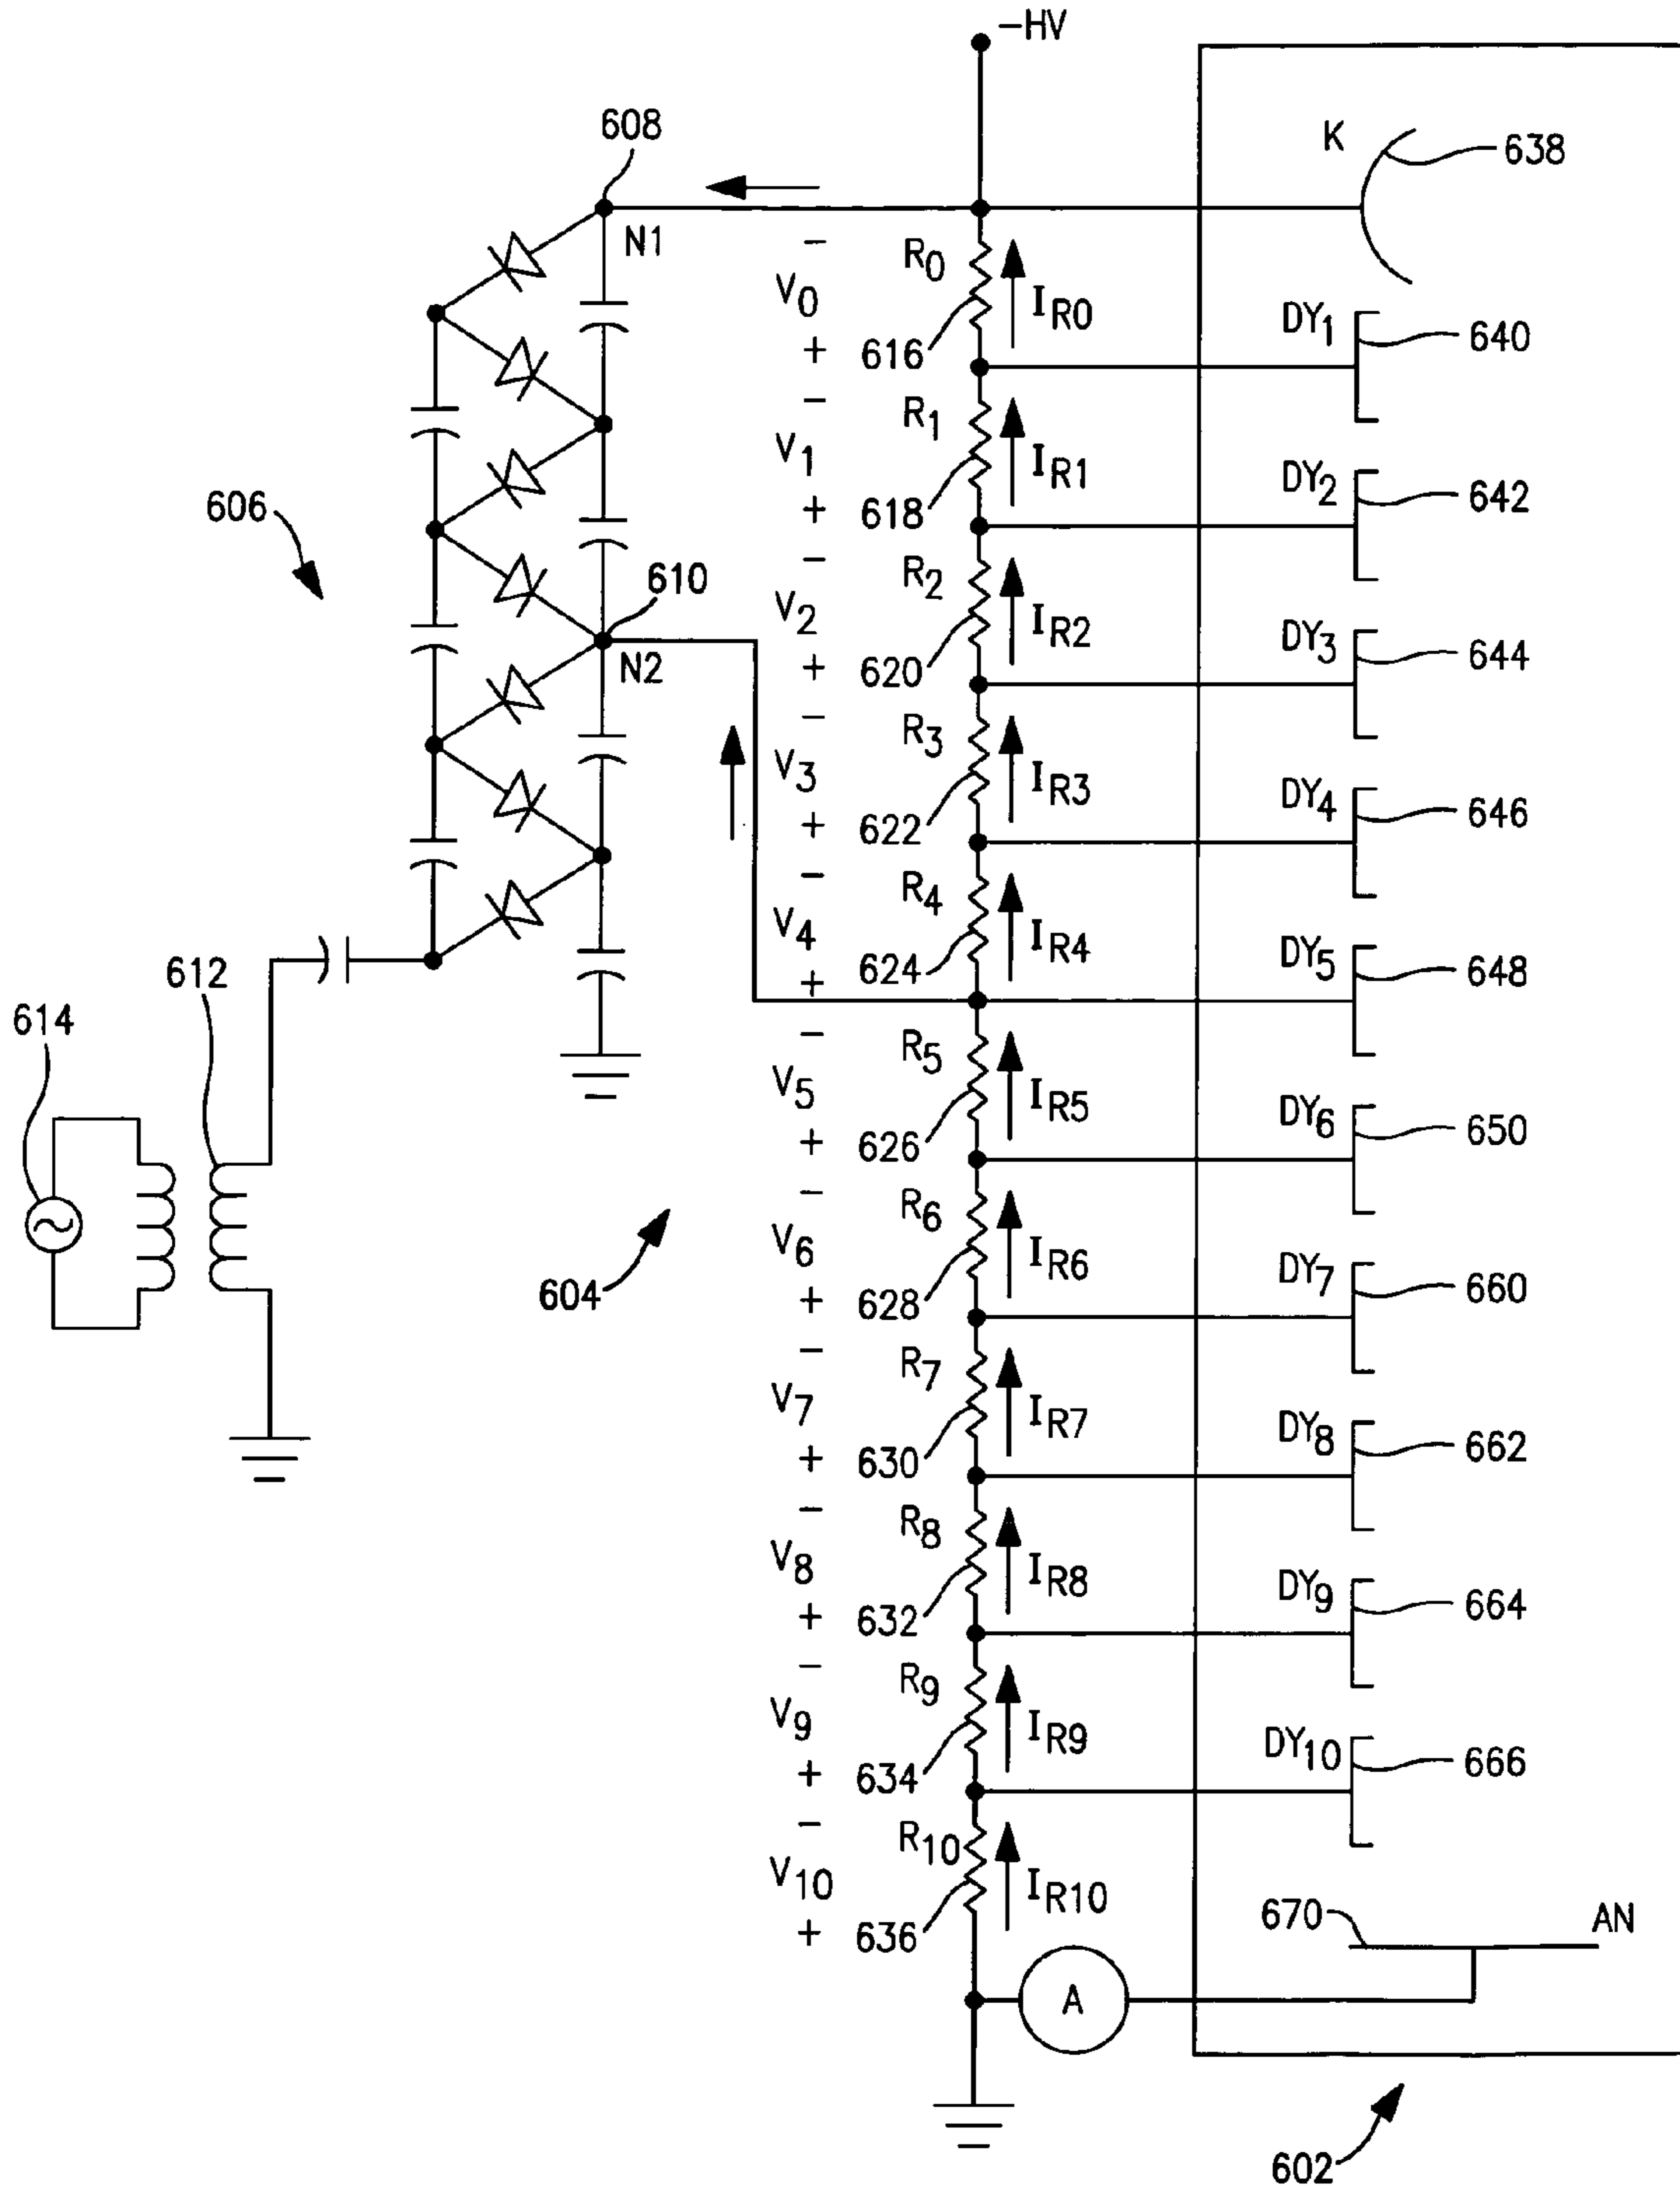 -HV
608
K
638
N1
R0
V0
IR0
616
DY1
640
R1
V1
IR1
618
DY2
642
606
610
R2
V2
IR2
620
DY3
644
N2
R3
V3
IR3
622
DY4
646
R4
V4
IR4
624
DY5
648
612
614
R5
V5
IR5
626
DY6
650
R6
V6
IR6
604
628
DY7
660
R7
V7
IR7
630
DY8
662
R8
V8
IR8
632
DY9
664
R9
V9
IR9
634
DY10
666
R10
V10
IR10
636
670
AN
A
602